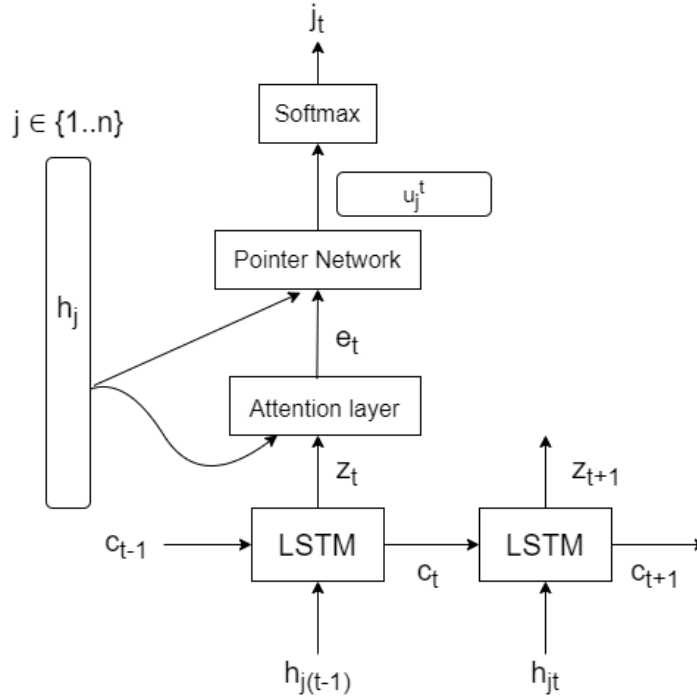 j_t
Softmax
j ∈ {1..n}
u_j^t
Pointer Network
h_j
e_t
Attention layer
z_t
z_{t+1}
c_{t-1}
LSTM
LSTM
c_t
c_{t+1}
h_{j(t-1)}
h_{jt}